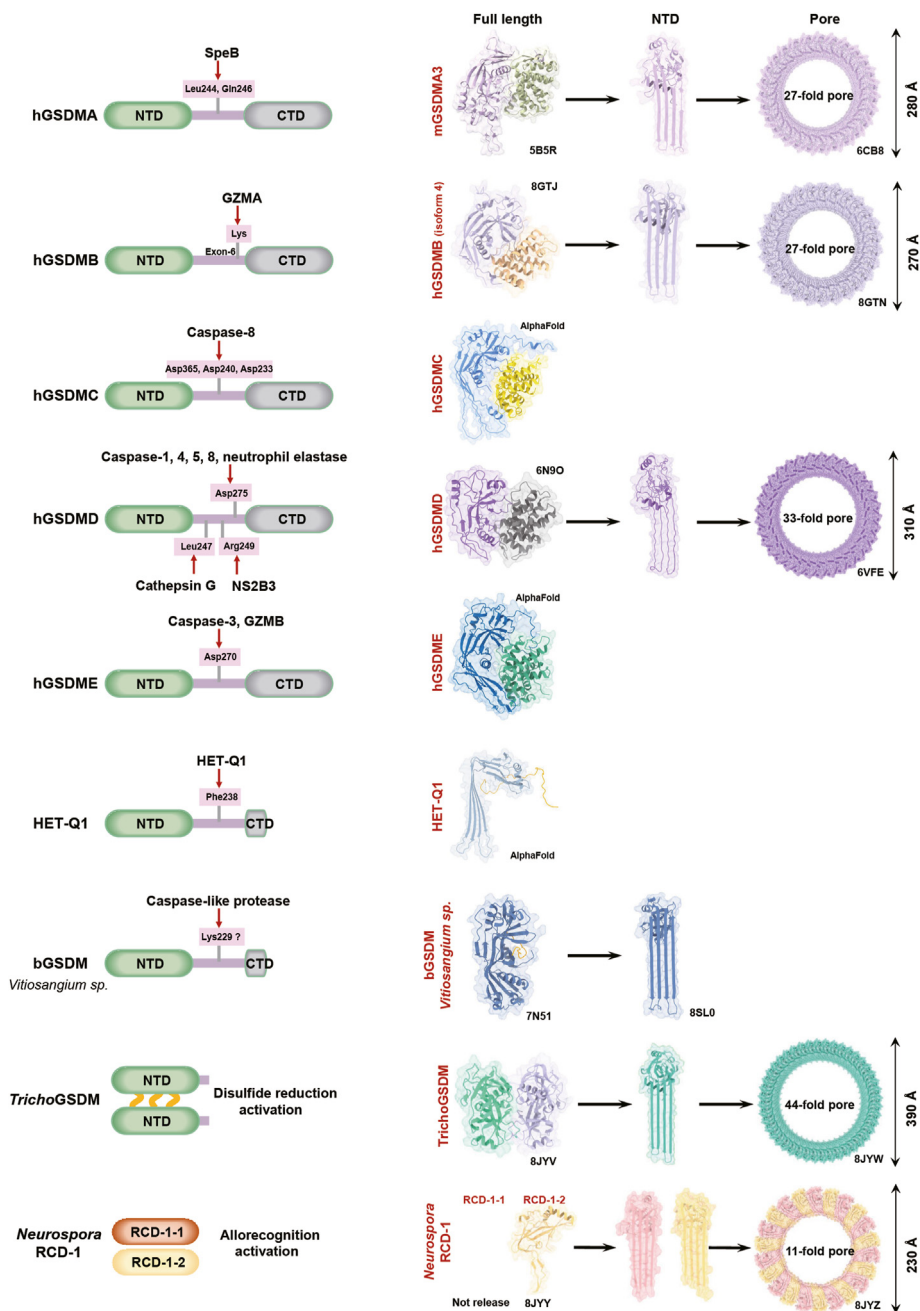 Full length
NTD
Pore
SpeB
Leu244, Gln246
hGSDMA
NTD
CTD
mGSDMA3
5B5R
27-fold pore
6CB8
280 Å
GZMA
Lys
Exon-6
hGSDMB
NTD
CTD
hGSDMB (isoform 4)
8GTJ
27-fold pore
8GTN
270 Å
Caspase-8
Asp365, Asp240, Asp233
hGSDMC
NTD
CTD
hGSDMC
AlphaFold
Caspase-1, 4, 5, 8, neutrophil elastase
Asp275
hGSDMD
NTD
CTD
Leu247
Arg249
Cathepsin G
NS2B3
hGSDMD
6N9O
33-fold pore
6VFE
310 Å
Caspase-3, GZMB
Asp270
hGSDME
NTD
CTD
hGSDME
AlphaFold
HET-Q1
Phe238
HET-Q1
NTD
CTD
HET-Q1
AlphaFold
Caspase-like protease
Lys229 ?
bGSDM
Vitiosangium sp.
NTD
CTD
bGSDM
Vitiosangium sp.
7N51
8SL0
TrichoGSDM
NTD
NTD
Disulfide reduction
activation
TrichoGSDM
8JYV
44-fold pore
8JYW
390 Å
Neurospora
RCD-1
RCD-1-1
RCD-1-2
Allorecognition
activation
Neurospora
RCD-1
RCD-1-1
RCD-1-2
Not release
8JYY
11-fold pore
8JYZ
230 Å